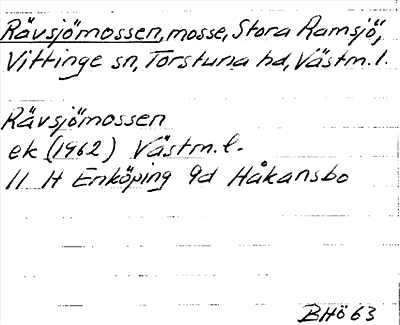 Rävsjömossen, mosse, Stora Ramsjö,
Vittinge sn, Torstuna hd, Västm.l.
Rävsjömossen
ek (1962) Västm.l.
11 H Enköping 9d Håkansbo
BHö 63